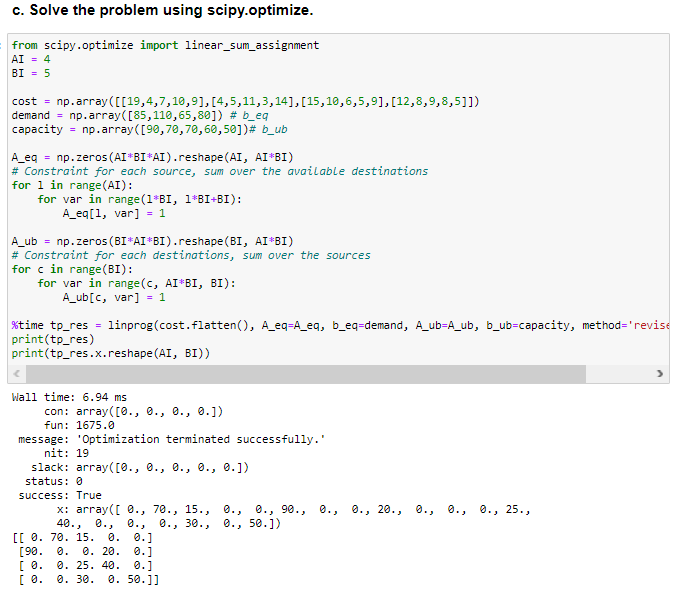 c. Solve the problem using scipy.optimize.
from scipy.optimize import linear_sum_assignment
AI = 4
BI = 5
cost = np.array([[19,4,7,10,9],[4,5,11,3,14],[15,10,6,5,9],[12,8,9,8,5]])
demand = np.array([85,110,65,80]) # b_eq
capacity = np.array([90,70,70,60,50])# b_ub
A_eq = np.zeros(AI*BI*AI).reshape(AI, AI*BI)
# Constraint for each source, sum over the available destinations
for l in range(AI):
    for var in range(l*BI, l*BI+BI):
        A_eq[l, var] = 1
A_ub = np.zeros(BI*AI*BI).reshape(BI, AI*BI)
# Constraint for each destinations, sum over the sources
for c in range(BI):
    for var in range(c, AI*BI, BI):
        A_ub[c, var] = 1
%time tp_res = linprog(cost.flatten(), A_eq=A_eq, b_eq=demand, A_ub=A_ub, b_ub=capacity, method='revise
print(tp_res)
print(tp_res.x.reshape(AI, BI))
Wall time: 6.94 ms
     con: array([0., 0., 0., 0.])
     fun: 1675.0
 message: 'Optimization terminated successfully.'
     nit: 19
   slack: array([0., 0., 0., 0., 0.])
  status: 0
 success: True
       x: array([ 0., 70., 15.,  0.,  0., 90.,  0.,  0., 20.,  0.,  0.,  0., 25.,
       40.,  0.,  0.,  0., 30.,  0., 50.])
[[ 0. 70. 15.  0.  0.]
 [90.  0.  0. 20.  0.]
 [ 0.  0. 25. 40.  0.]
 [ 0.  0. 30.  0. 50.]]